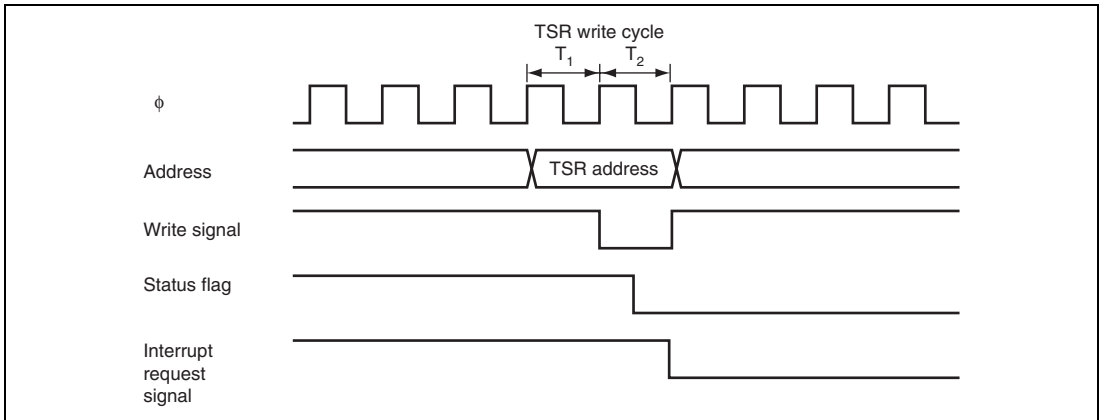 TSR write cycle
T1 T2
ϕ
Address
TSR address
Write signal
Status flag
Interrupt
request
signal